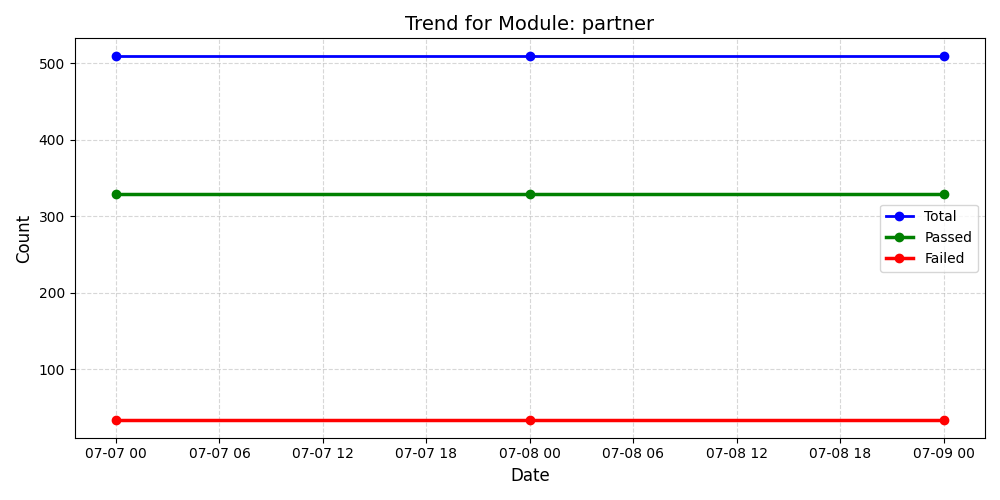 Trend for Module: partner
Count
500
400
300
200
100
Total
Passed
Failed
07-07 00 07-07 06 07-07 12 07-07 18 07-08 00 07-08 06 07-08 12 07-08 18 07-09 00
Date